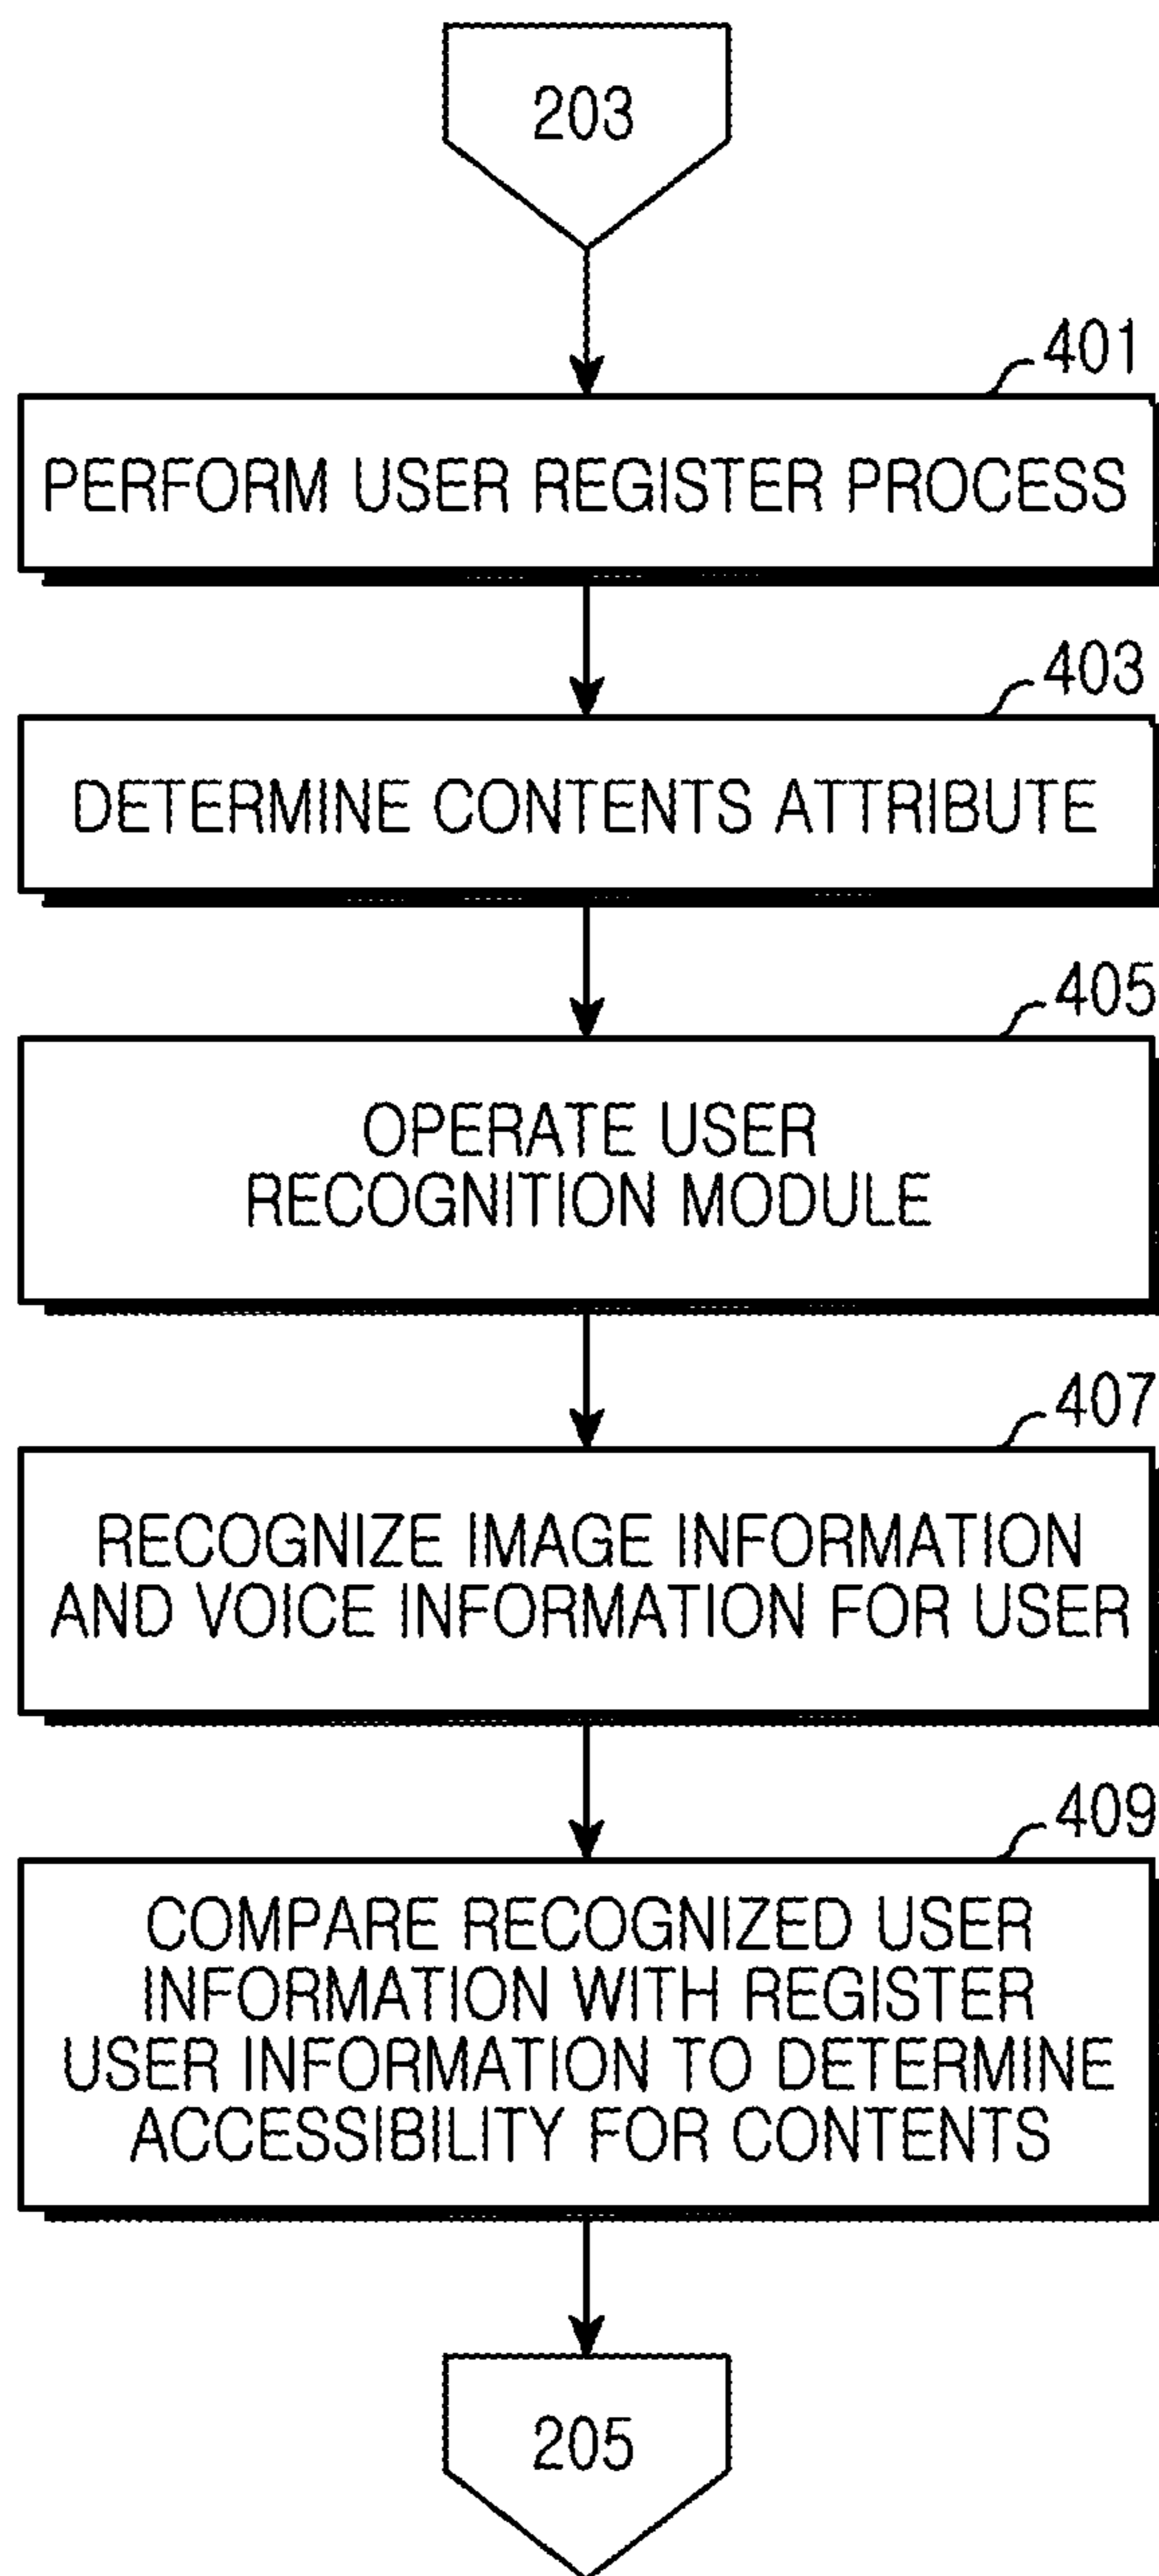 203
401
PERFORM USER REGISTER PROCESS
403
DETERMINE CONTENTS ATTRIBUTE
405
OPERATE USER
RECOGNITION MODULE
407
RECOGNIZE IMAGE INFORMATION
AND VOICE INFORMATION FOR USER
409
COMPARE RECOGNIZED USER
INFORMATION WITH REGISTER
USER INFORMATION TO DETERMINE
ACCESSIBILITY FOR CONTENTS
205